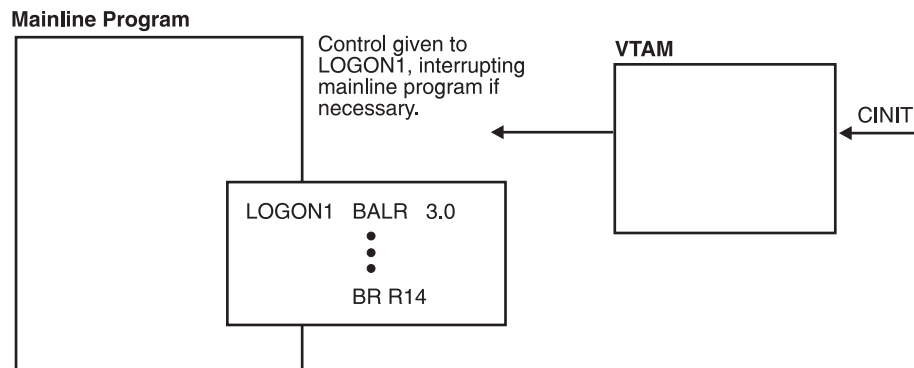 Mainline Program
Control given to
LOGON1, interrupting
mainline program if
necessary.
VTAM
CINIT
LOGON1 BALR 3.0
BR R14